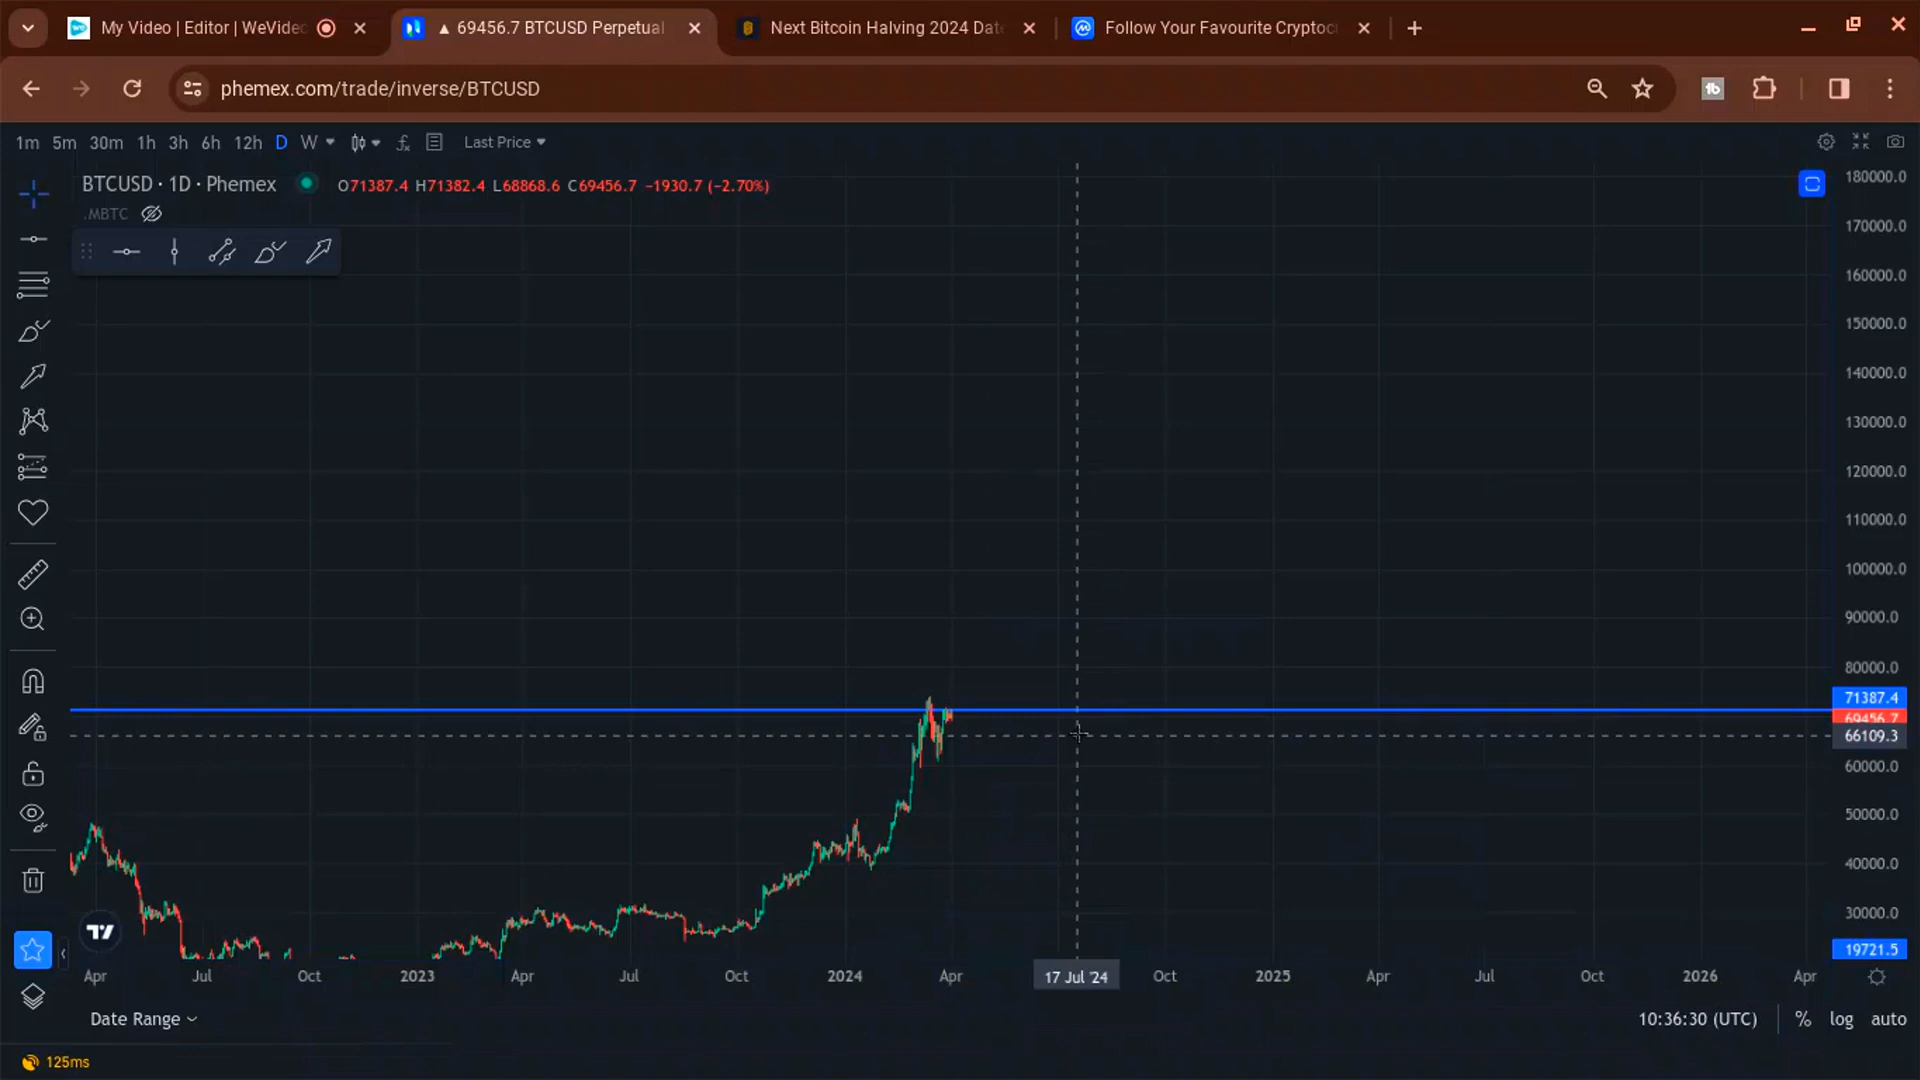 My Video | Editor | WeVideo
▲ 69456.7 BTCUSD Perpetual
Next Bitcoin Halving 2024 Dat
Follow Your Favourite Cryptoc
phemex.com/trade/inverse/BTCUSD
1m 5m 30m 1h 3h 6h 12h D W Last Price
BTCUSD · 1D · Phemex O71387.4 H71382.4 L68868.6 C69456.7 −1930.7 (−2.70%)
.MBTC
180000.0
170000.0
160000.0
150000.0
140000.0
130000.0
120000.0
110000.0
100000.0
90000.0
80000.0
71387.4
69456.7
66109.3
60000.0
50000.0
40000.0
30000.0
19721.5
Apr Jul Oct 2023 Apr Jul Oct 2024 Apr 17 Jul '24 Oct 2025 Apr Jul Oct 2026 Apr
Date Range 10:36:30 (UTC) % log auto
125ms